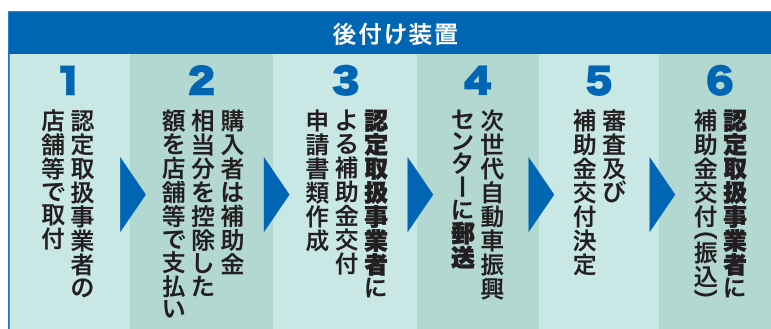 後付け装置
1
認定取扱事業者の
店舗等で取付
2
購入者は補助金
相当分を控除した
額を店舗等で支払い
3
認定取扱事業者に
よる補助金交付
申請書類作成
4
次世代自動車振興
センターに郵送
5
審査及び
補助金交付決定
6
認定取扱事業者に
補助金交付(振込)